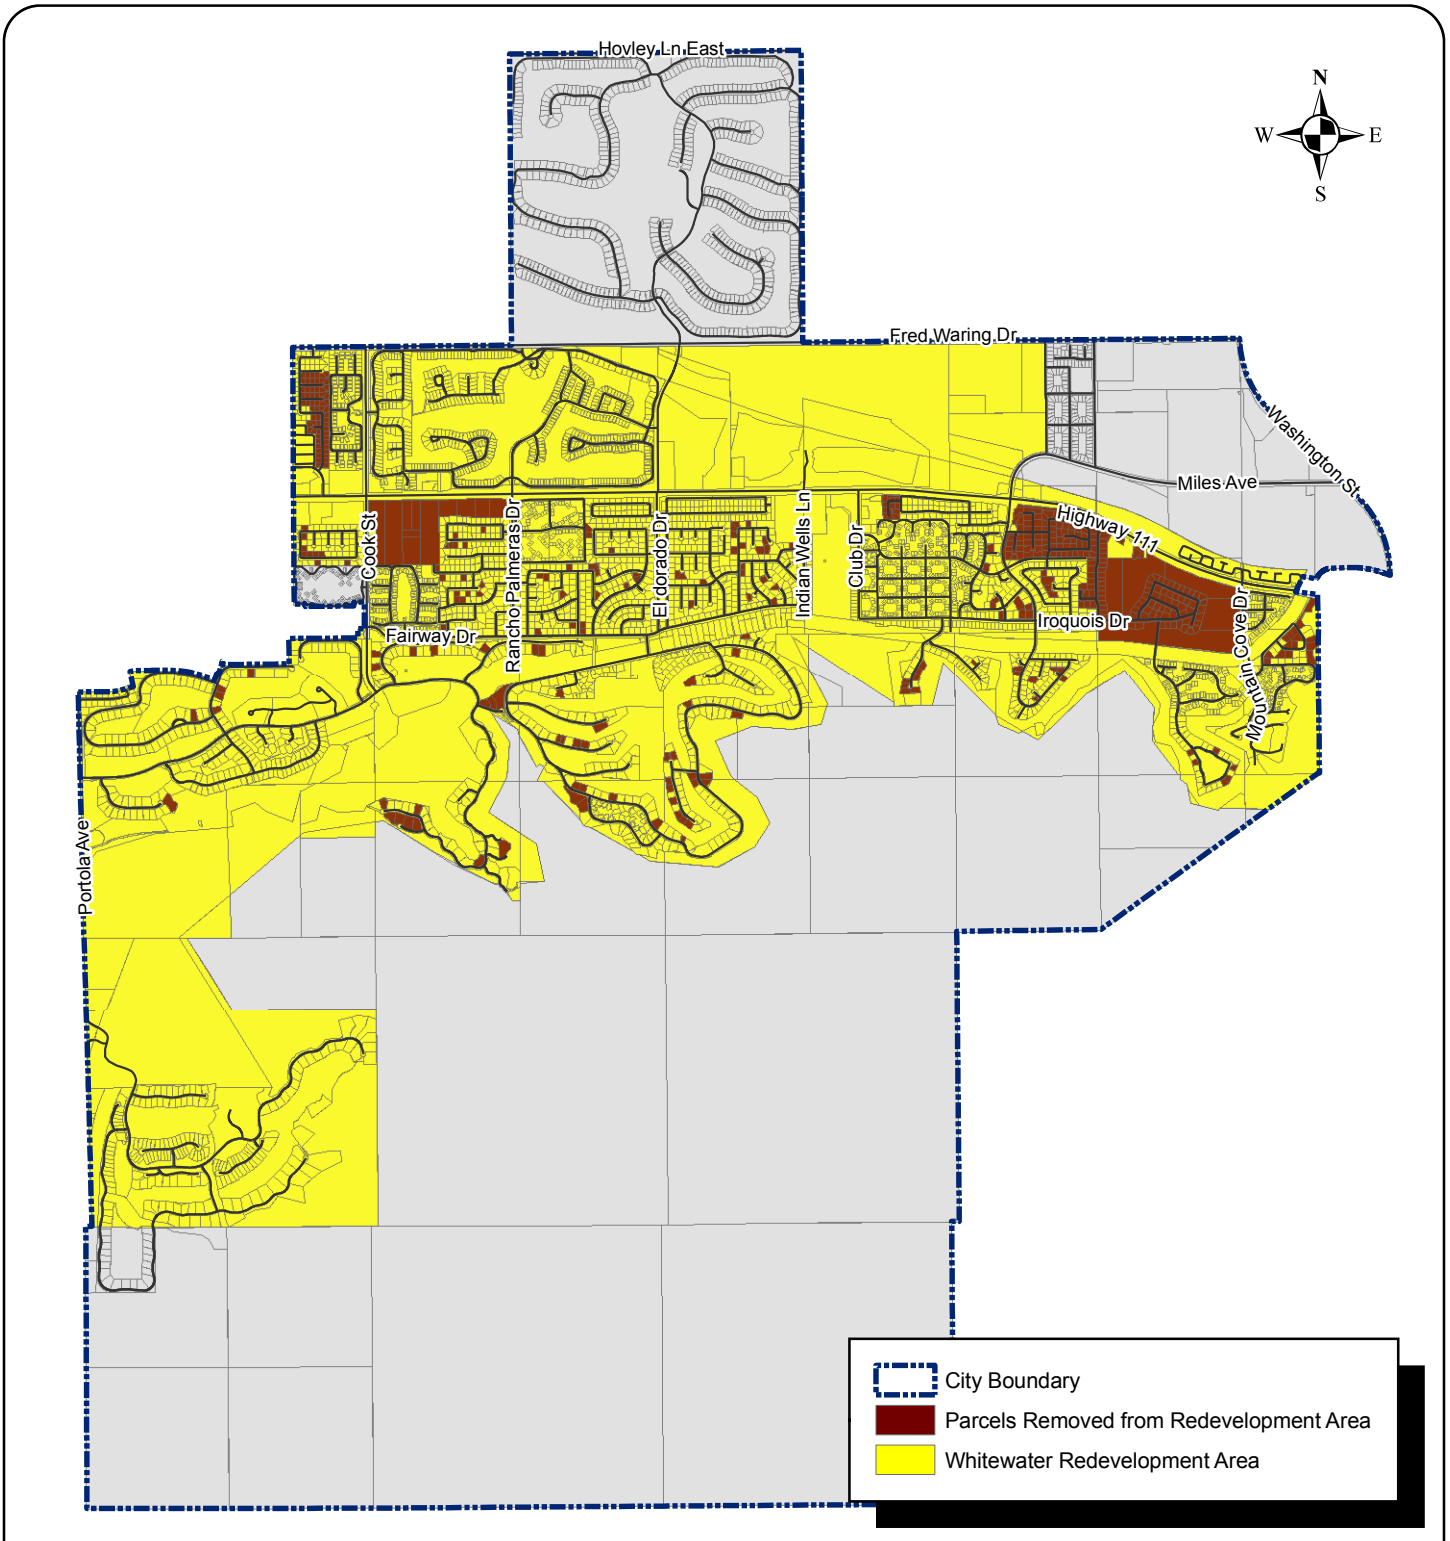 Hovley Ln East
N
W
E
S
Fred Waring Dr
Washington St
Miles Ave
Highway 111
Cook St
Rancho Palmeras Dr
El dorado Dr
Indian Wells Ln
Club Dr
Fairway Dr
Iroquois Dr
Mountain Cove Dr
Portola Ave
City Boundary
Parcels Removed from Redevelopment Area
Whitewater Redevelopment Area